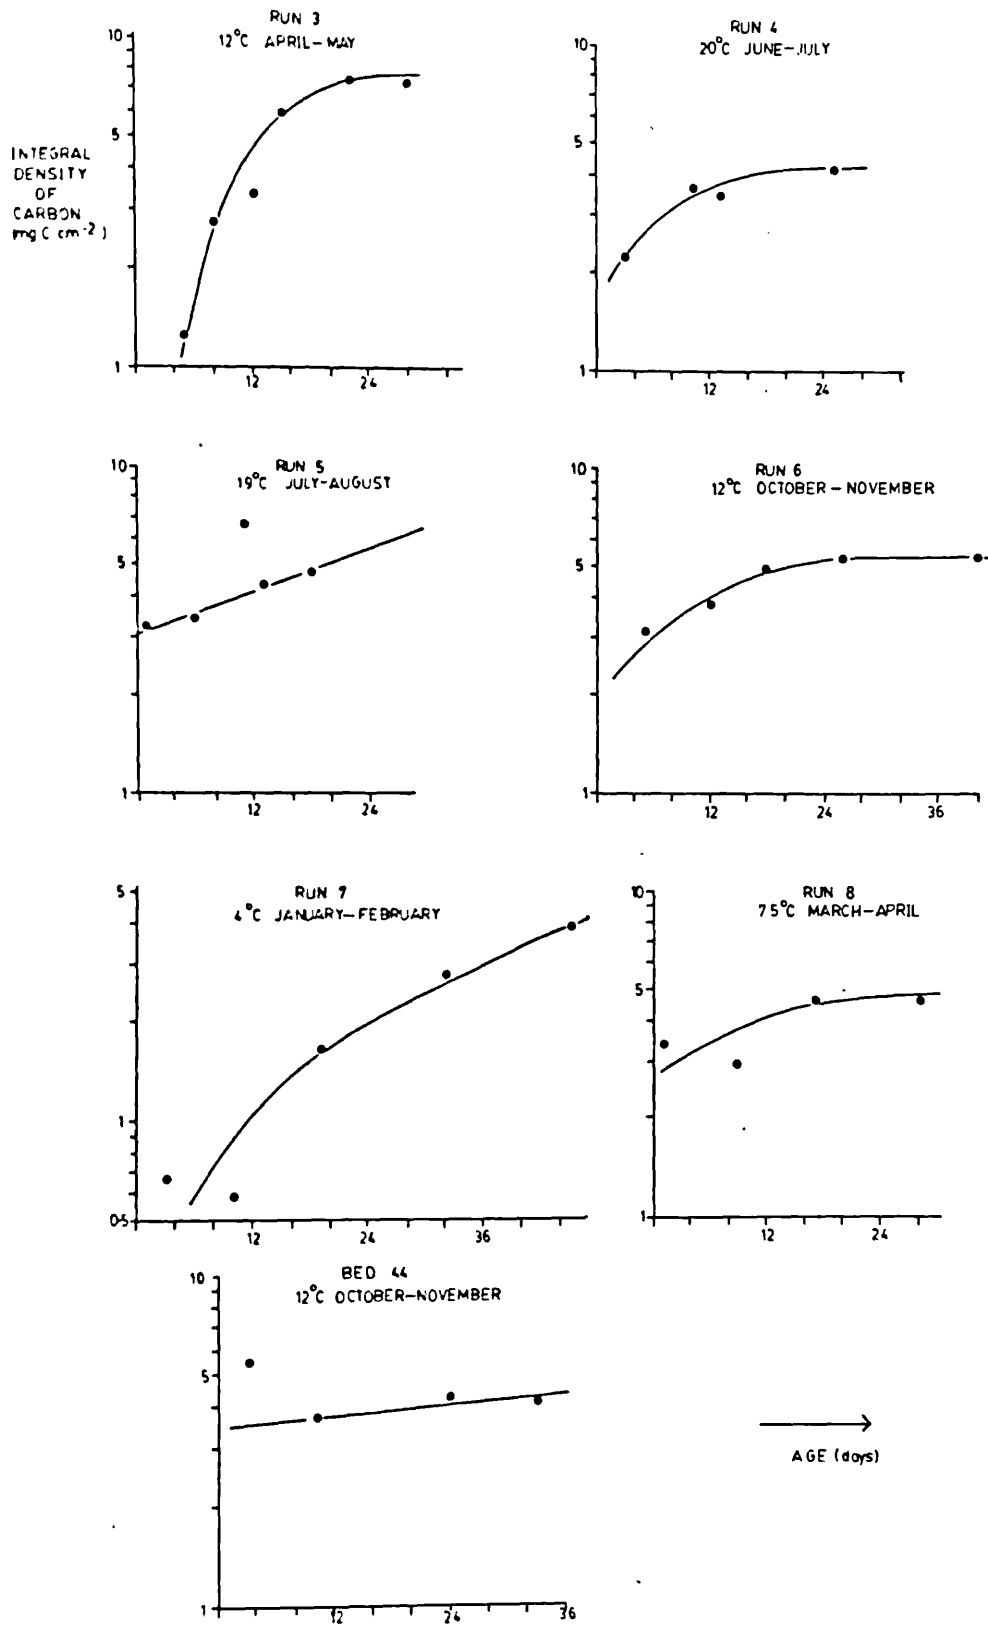 RUN 3
12°C APRIL–MAY
10
5
1
12
24
INTEGRAL
DENSITY
OF
CARBON
(mg C cm-2)
RUN 4
20°C JUNE–JULY
10
5
1
12
24
RUN 5
19°C JULY–AUGUST
10
5
1
12
24
RUN 6
12°C OCTOBER–NOVEMBER
10
5
1
12
24
36
RUN 7
4°C JANUARY–FEBRUARY
5
1
0·5
12
24
36
RUN 8
75°C MARCH–APRIL
10
5
1
12
24
BED 44
12°C OCTOBER–NOVEMBER
10
5
1
12
24
36
AGE (days)